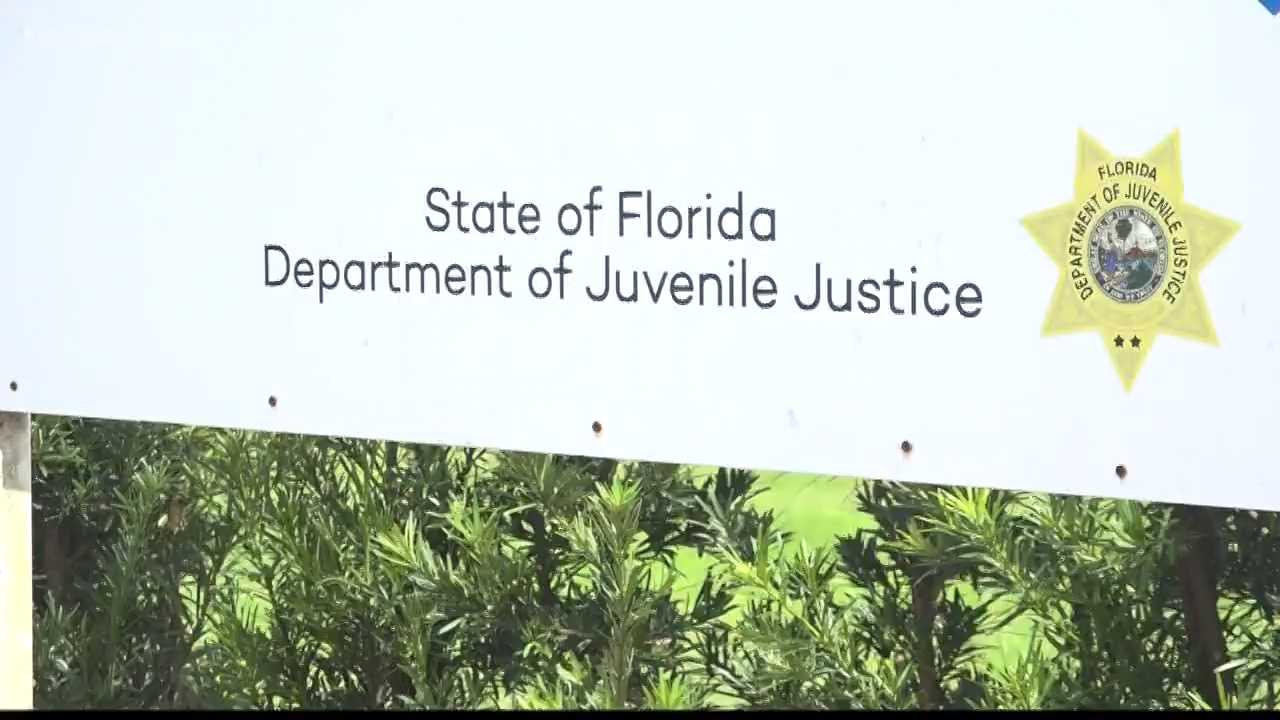 State of Florida
Department of Juvenile Justice
FLORIDA
DEPARTMENT OF JUVENILE JUSTICE